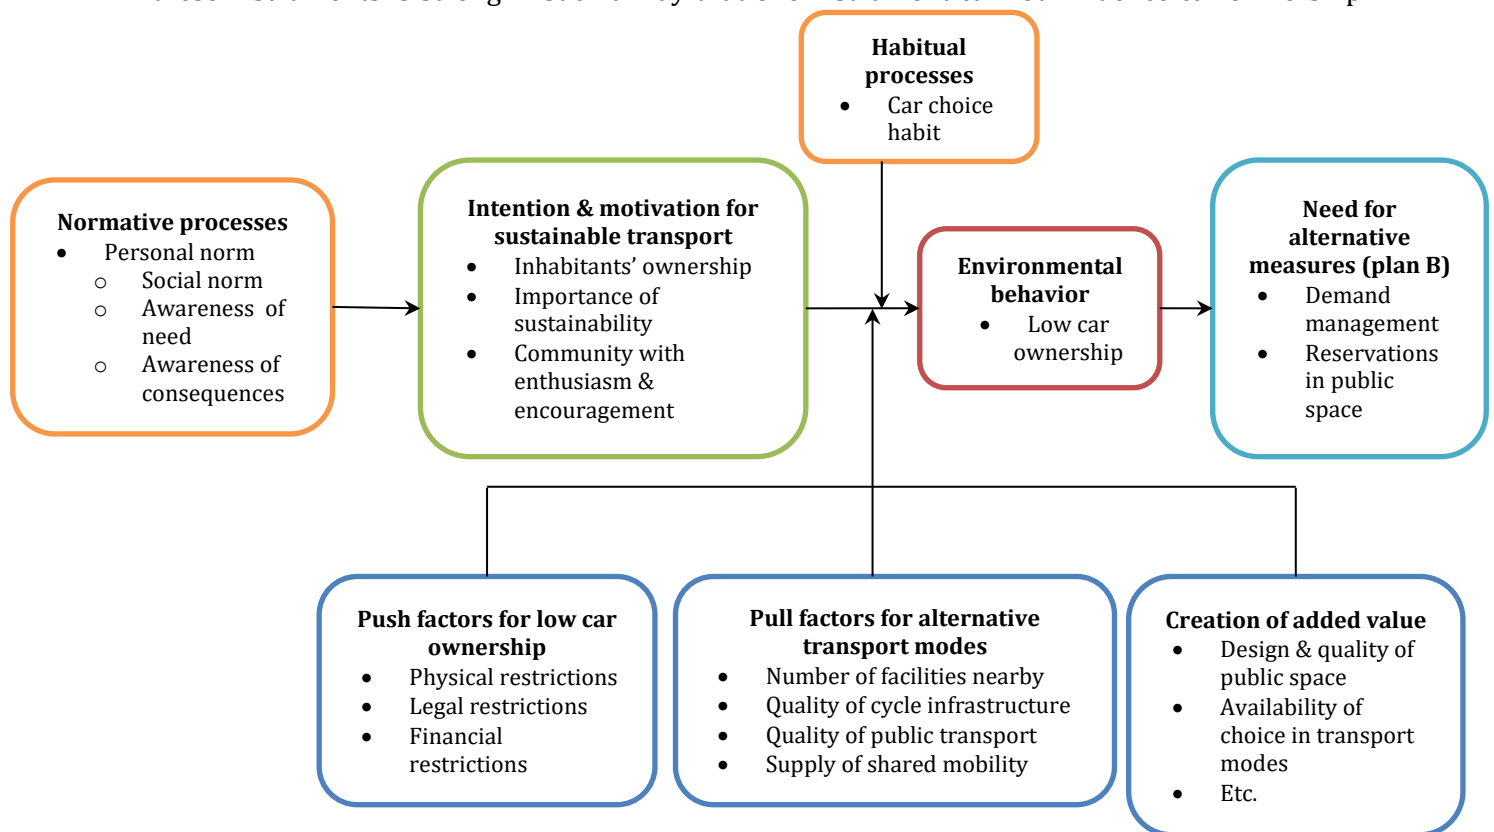 Habitual
processes
• Car choice
habit
Normative processes
• Personal norm
o Social norm
o Awareness of
need
o Awareness of
consequences
Intention & motivation for
sustainable transport
• Inhabitants’ ownership
• Importance of
sustainability
• Community with
enthusiasm &
encouragement
Environmental
behavior
• Low car
ownership
Need for
alternative
measures (plan B)
• Demand
management
• Reservations
in public
space
Push factors for low car
ownership
• Physical restrictions
• Legal restrictions
• Financial
restrictions
Pull factors for alternative
transport modes
• Number of facilities nearby
• Quality of cycle infrastructure
• Quality of public transport
• Supply of shared mobility
Creation of added value
• Design & quality of
public space
• Availability of
choice in transport
modes
• Etc.